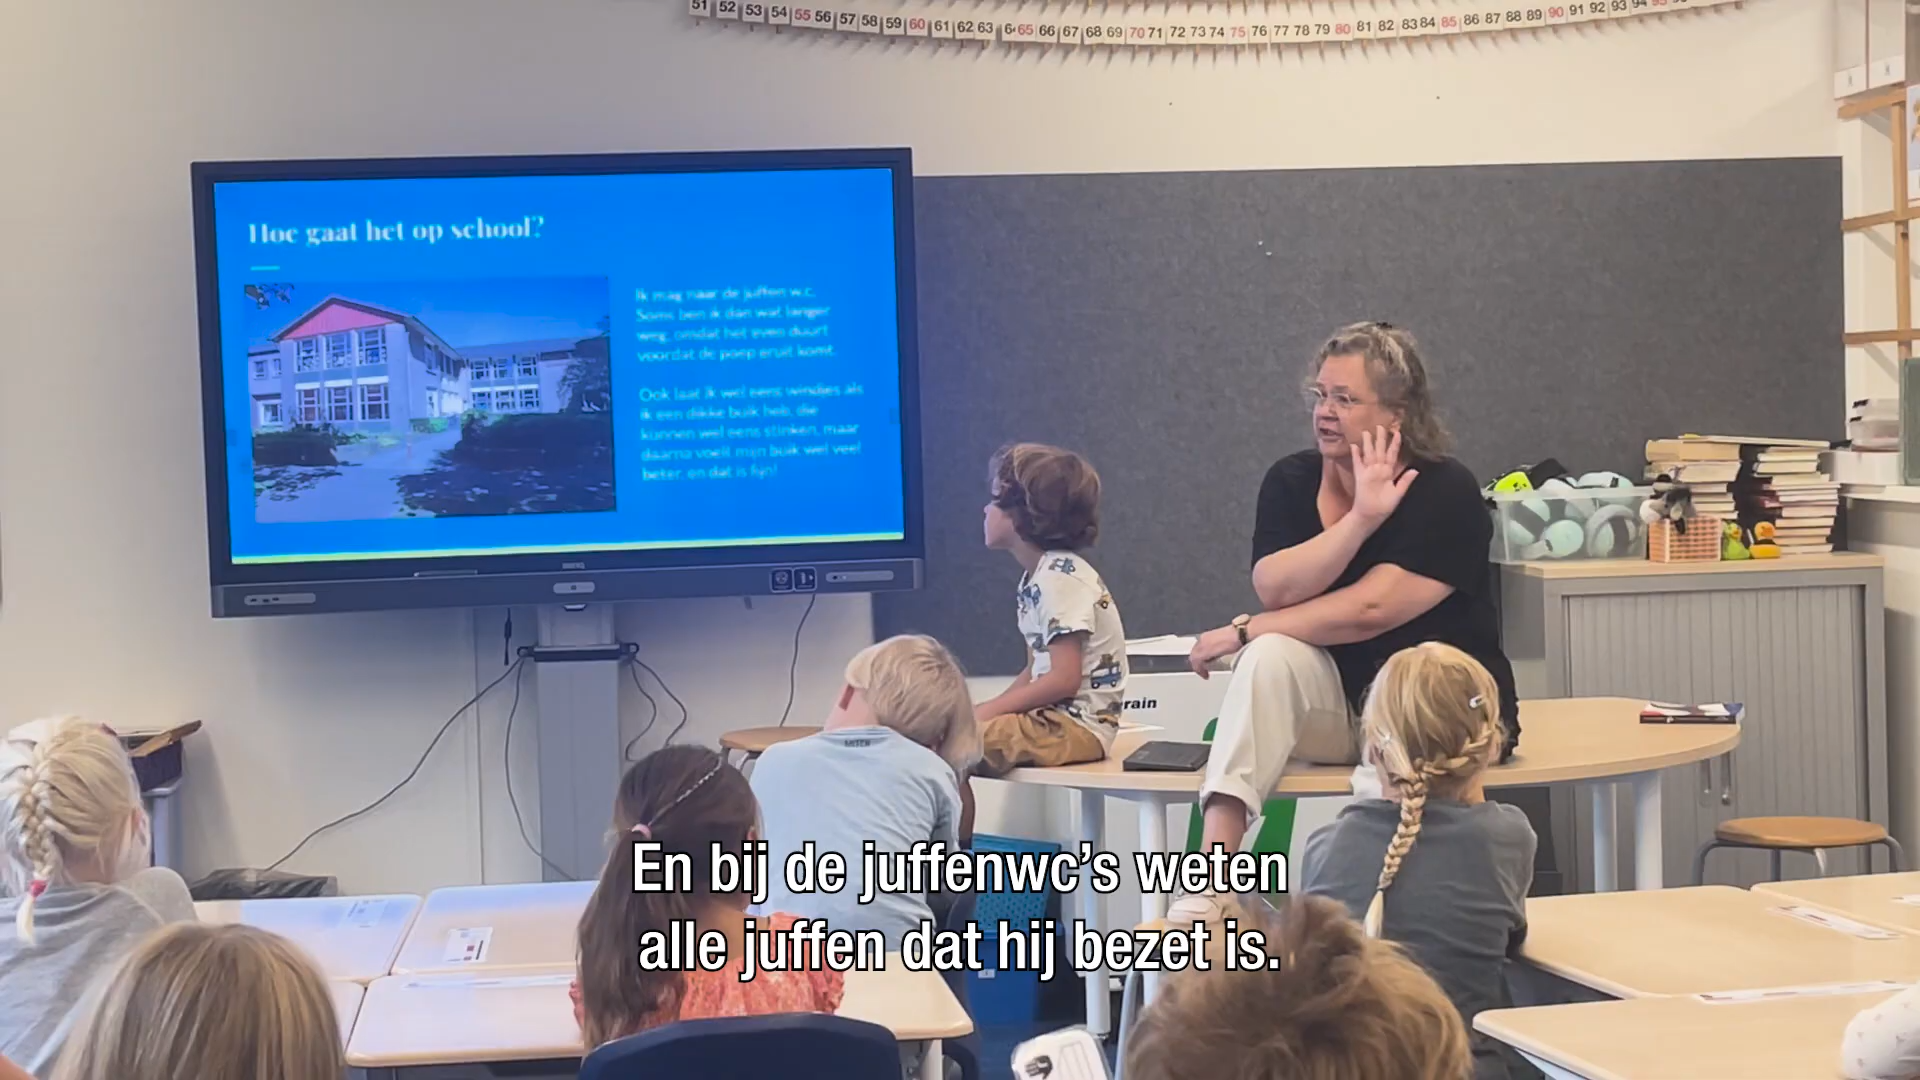 51 52 53 54 55 56 57 58 59 60 61 62 63 64 65 66 67 68 69 70 71 72 73 74 75 76 77 78 79 80 81 82 83 84 85 86 87 88 89 90 91 92 93 94 95
Hoe gaat het op school?
Ik mag naar de juffen w.c.
Soms ben ik dan wat langer
weg, omdat het even duurt
voordat de poep eruit komt.
Ook laat ik wel eens windjes als
ik een dikke buik heb, die
kunnen wel eens stinken, maar
daarna voelt mijn buik wel veel
beter, en dat is fijn!
BENQ
rain
En bij de juffenwc’s weten
alle juffen dat hij bezet is.